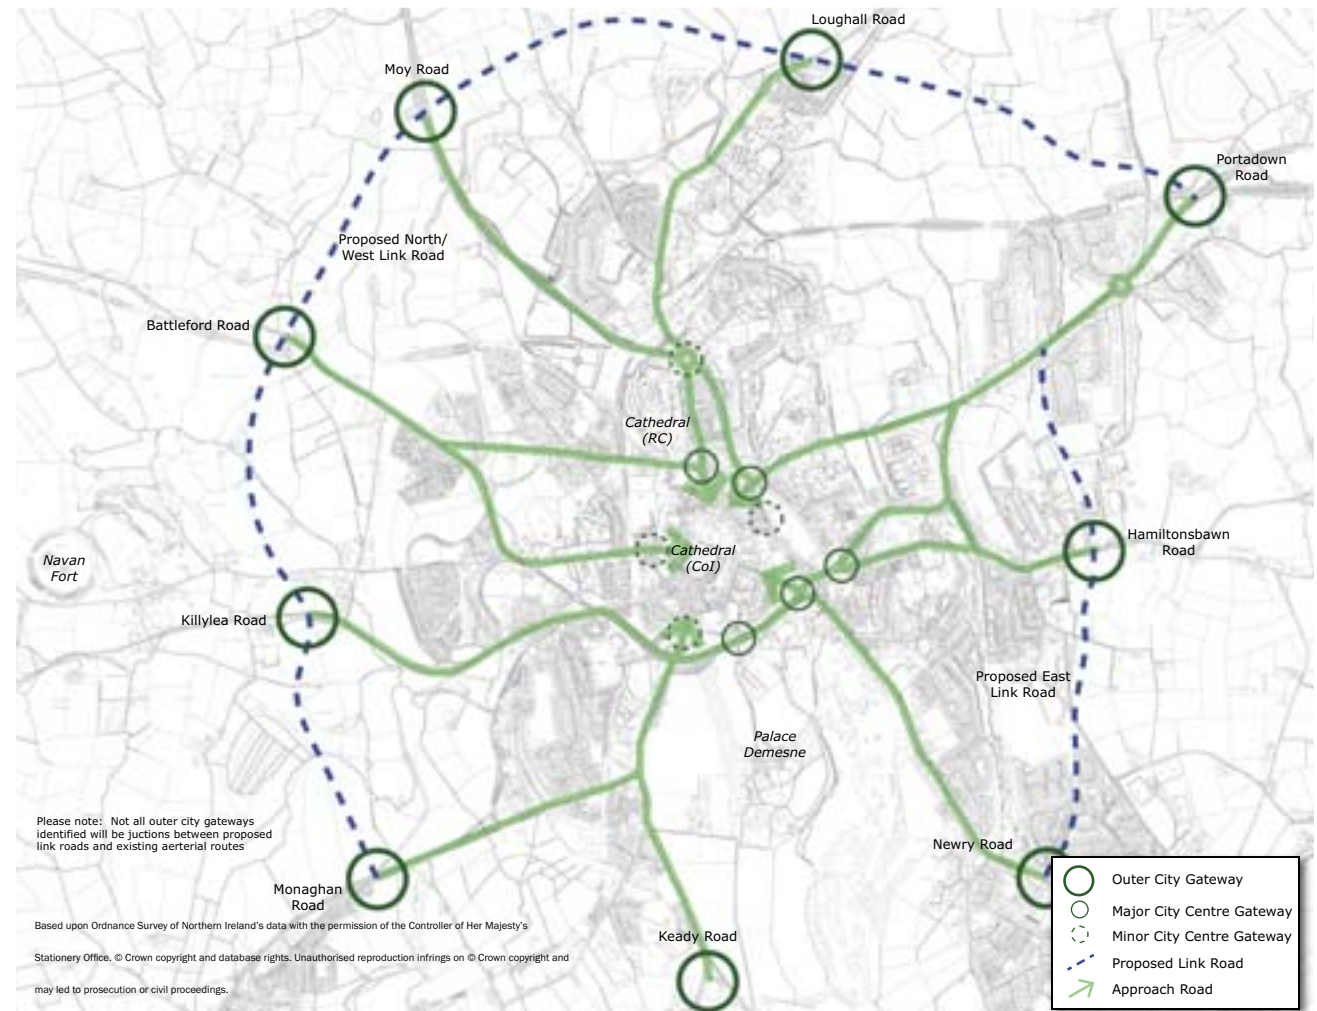 Loughall Road
Moy Road
Portadown
Road
Proposed North/
West Link Road
Battleford Road
Cathedral
(RC)
Hamiltonsbawn
Road
Cathedral
(CoI)
Navan
Fort
Killylea Road
Proposed East
Link Road
Palace
Demesne
Please note: Not all outer city gateways
identified will be juctions between proposed
link roads and existing aerterial routes
Newry Road
Monaghan
Road
Keady Road
Based upon Ordnance Survey of Northern Ireland's data with the permission of the Controller of Her Majesty's
Stationery Office. © Crown copyright and database rights. Unauthorised reproduction infrings on © Crown copyright and
may led to prosecution or civil proceedings.
Outer City Gateway
Major City Centre Gateway
Minor City Centre Gateway
Proposed Link Road
Approach Road